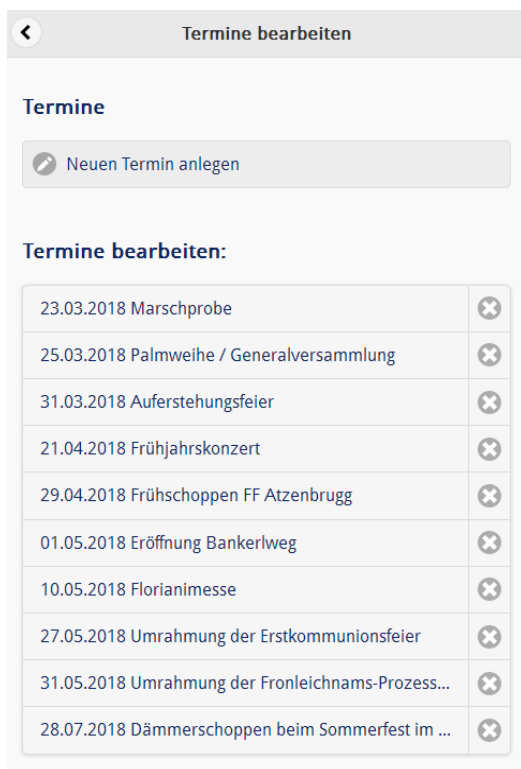 Termine bearbeiten
Termine
Neuen Termin anlegen
Termine bearbeiten:
23.03.2018 Marschprobe
25.03.2018 Palmweihe / Generalversammlung
31.03.2018 Auferstehungsfeier
21.04.2018 Frühjahrskonzert
29.04.2018 Frühschoppen FF Atzenbrugg
01.05.2018 Eröffnung Bankerlweg
10.05.2018 Florianimesse
27.05.2018 Umrahmung der Erstkommunionsfeier
31.05.2018 Umrahmung der Fronleichnams-Prozess...
28.07.2018 Dämmerschoppen beim Sommerfest im ...